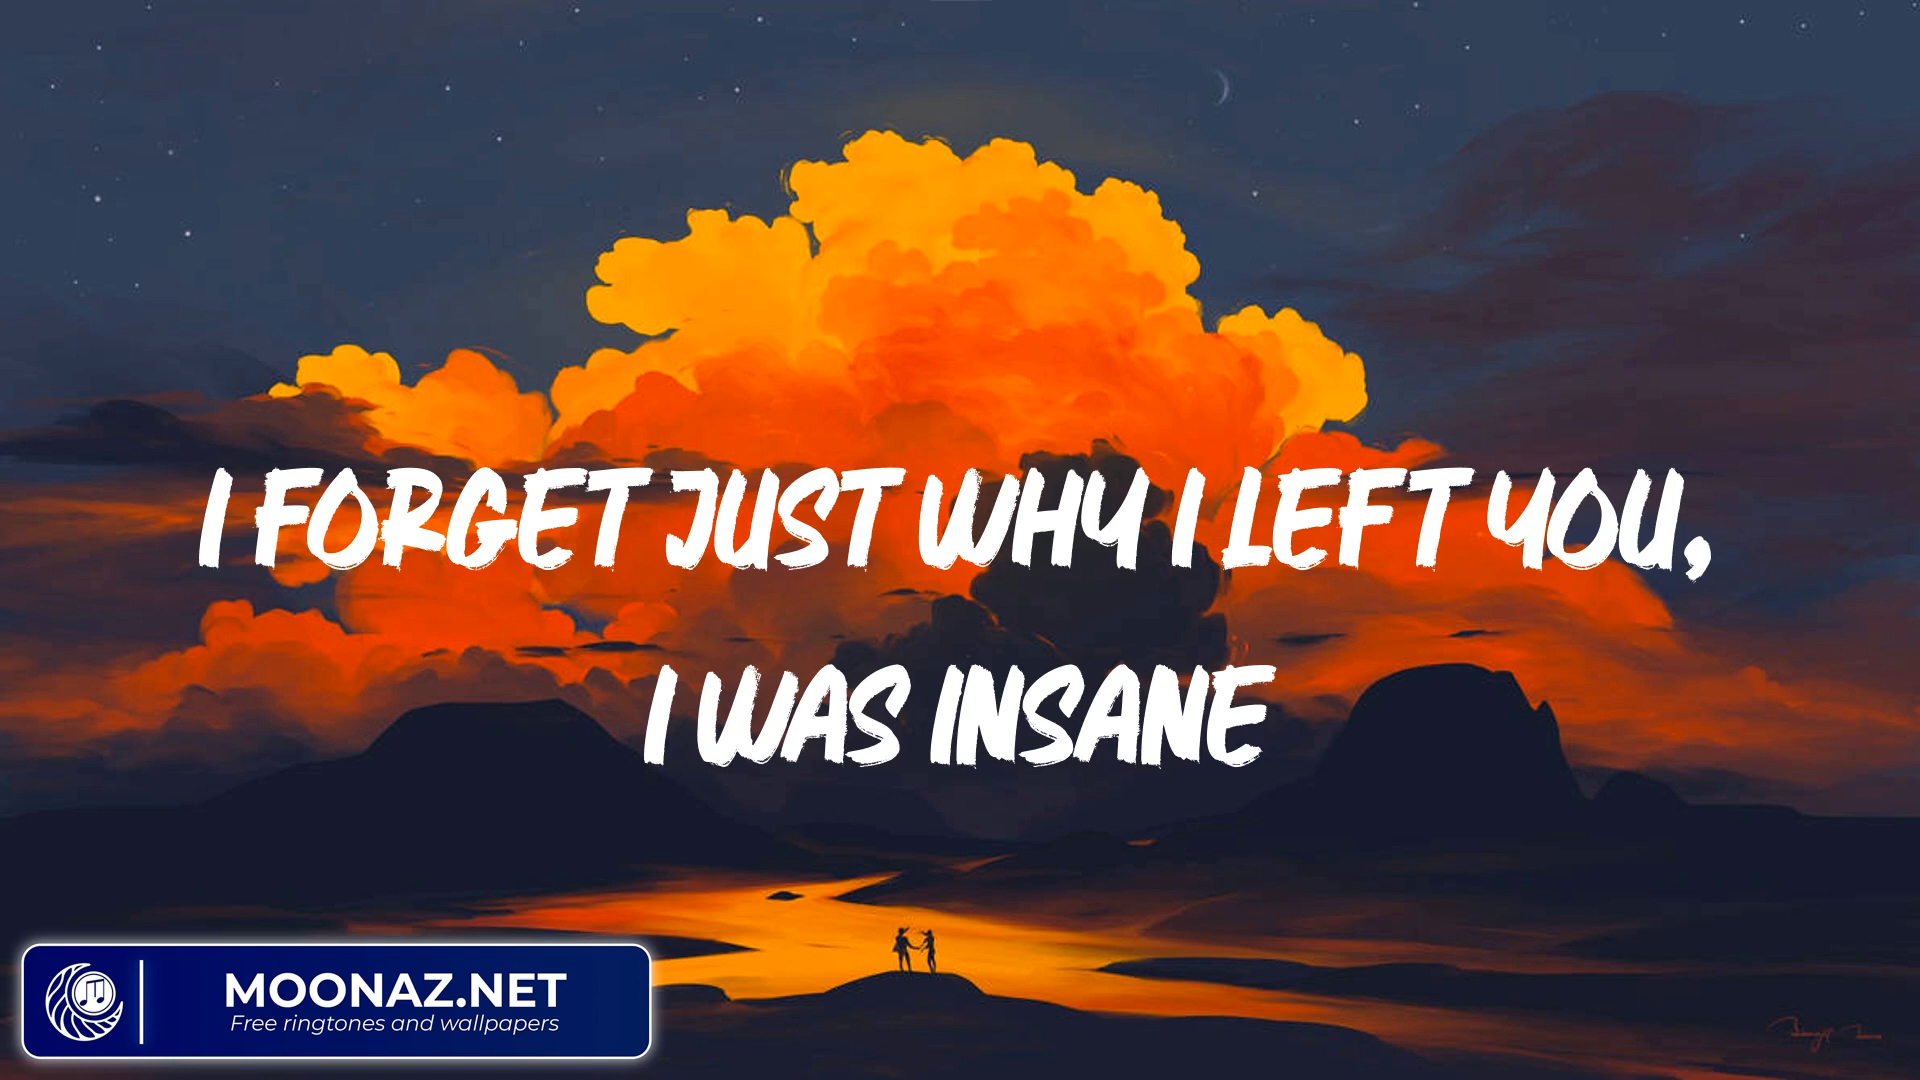 I FORGET JUST WHY I LEFT YOU,
I WAS INSANE
MOONAZ.NET
Free ringtones and wallpapers